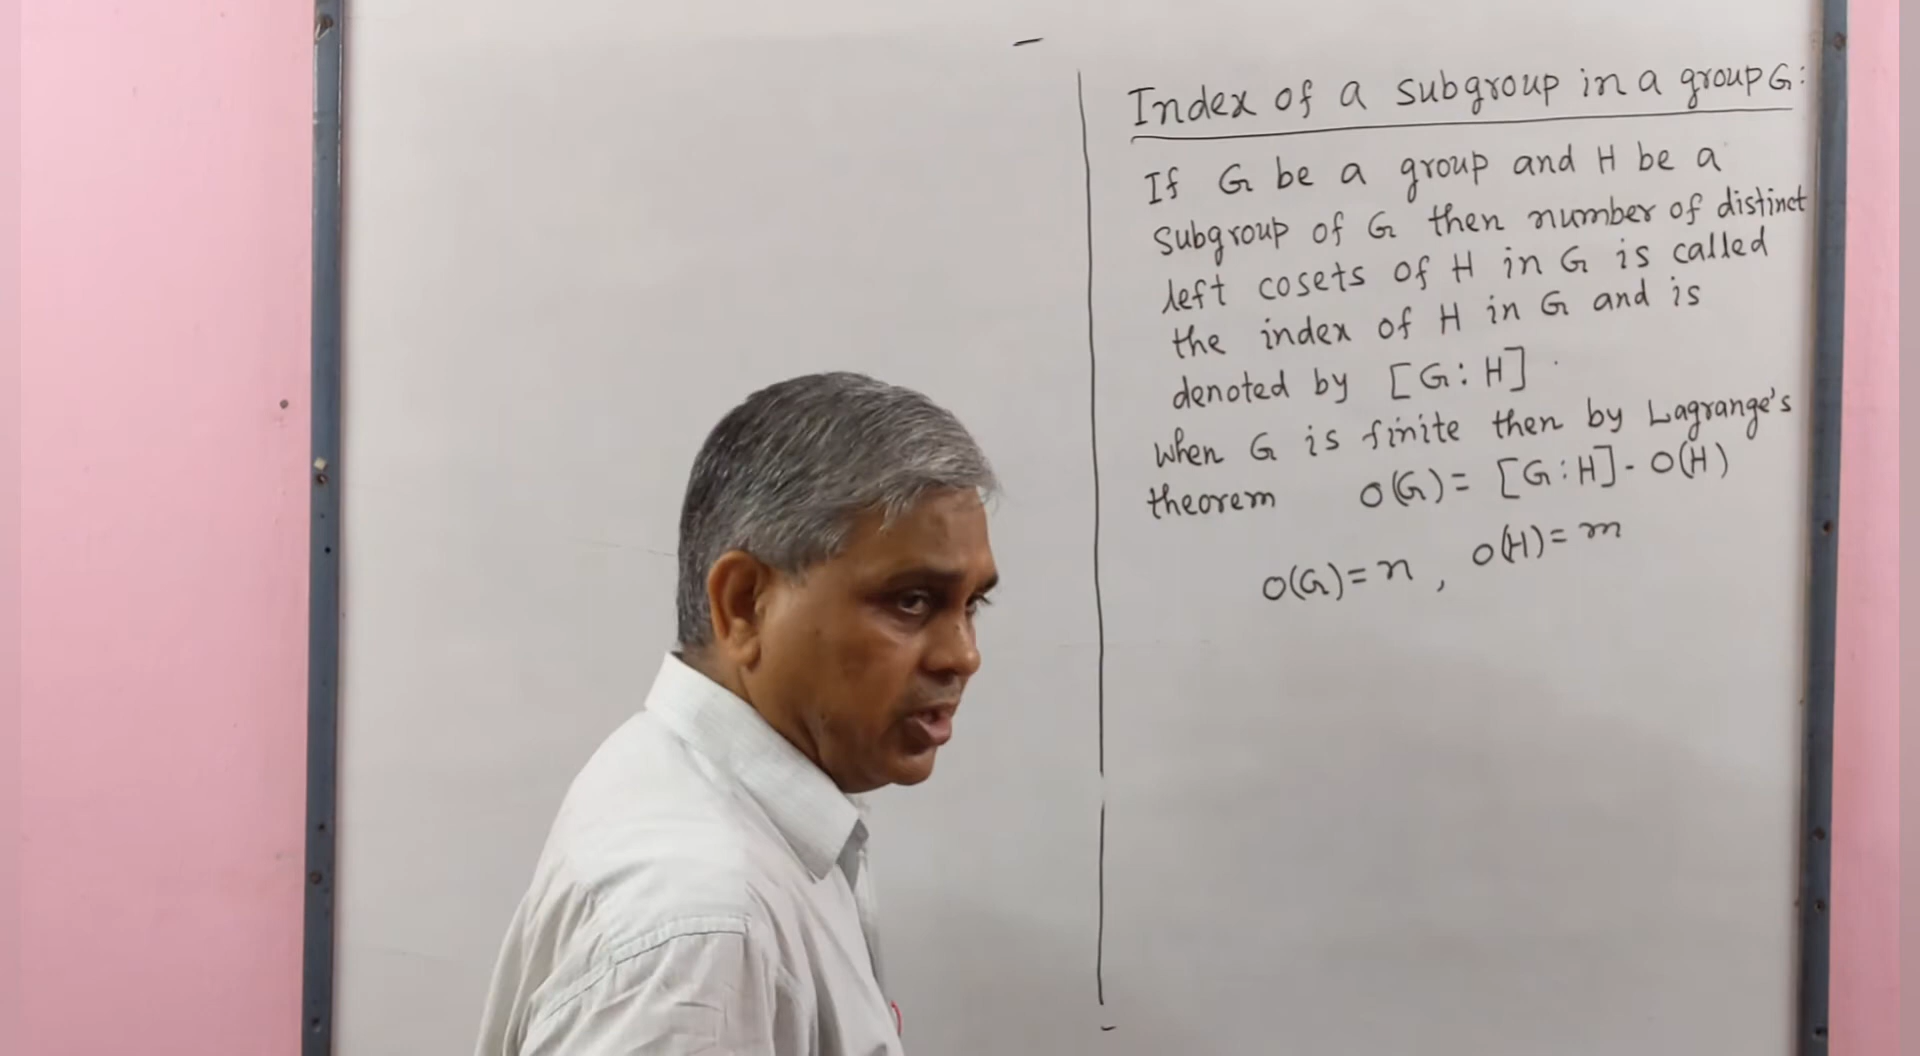 Index of a subgroup in a group G:
If G be a group and H be a
subgroup of G then number of distinct
left cosets of H in G is called
the index of H in G and is
denoted by [G:H] .
when G is finite then by Lagrange's
theorem O(G) = [G:H] - O(H)
O(G) = n , O(H) = m